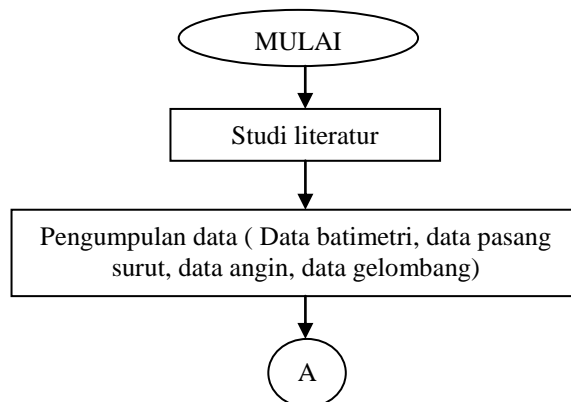 MULAI
Studi literatur
Pengumpulan data ( Data batimetri, data pasang
surut, data angin, data gelombang)
A